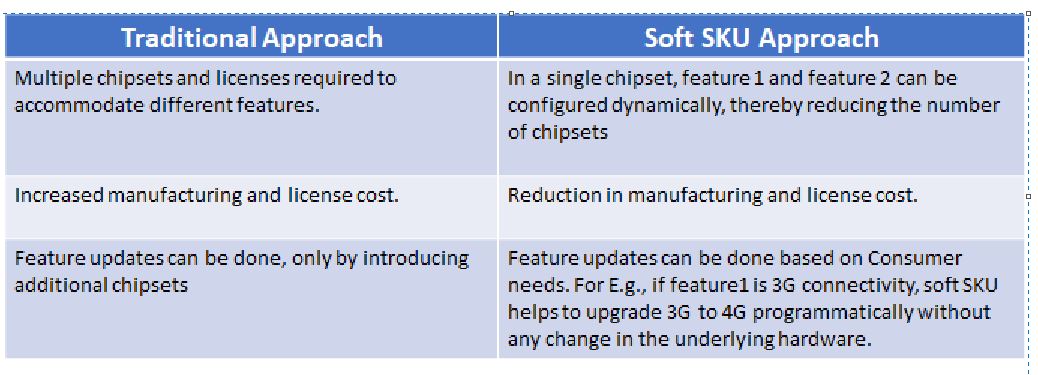 Traditional Approach
Soft SKU Approach
Multiple chipsets and licenses required to
accommodate different features.
In a single chipset, feature 1 and feature 2 can be
configured dynamically, thereby reducing the number
of chipsets
Increased manufacturing and license cost.
Reduction in manufacturing and license cost.
Feature updates can be done, only by introducing
additional chipsets
Feature updates can be done based on Consumer
needs. For E.g., if feature1 is 3G connectivity, soft SKU
helps to upgrade 3G to 4G programmatically without
any change in the underlying hardware.